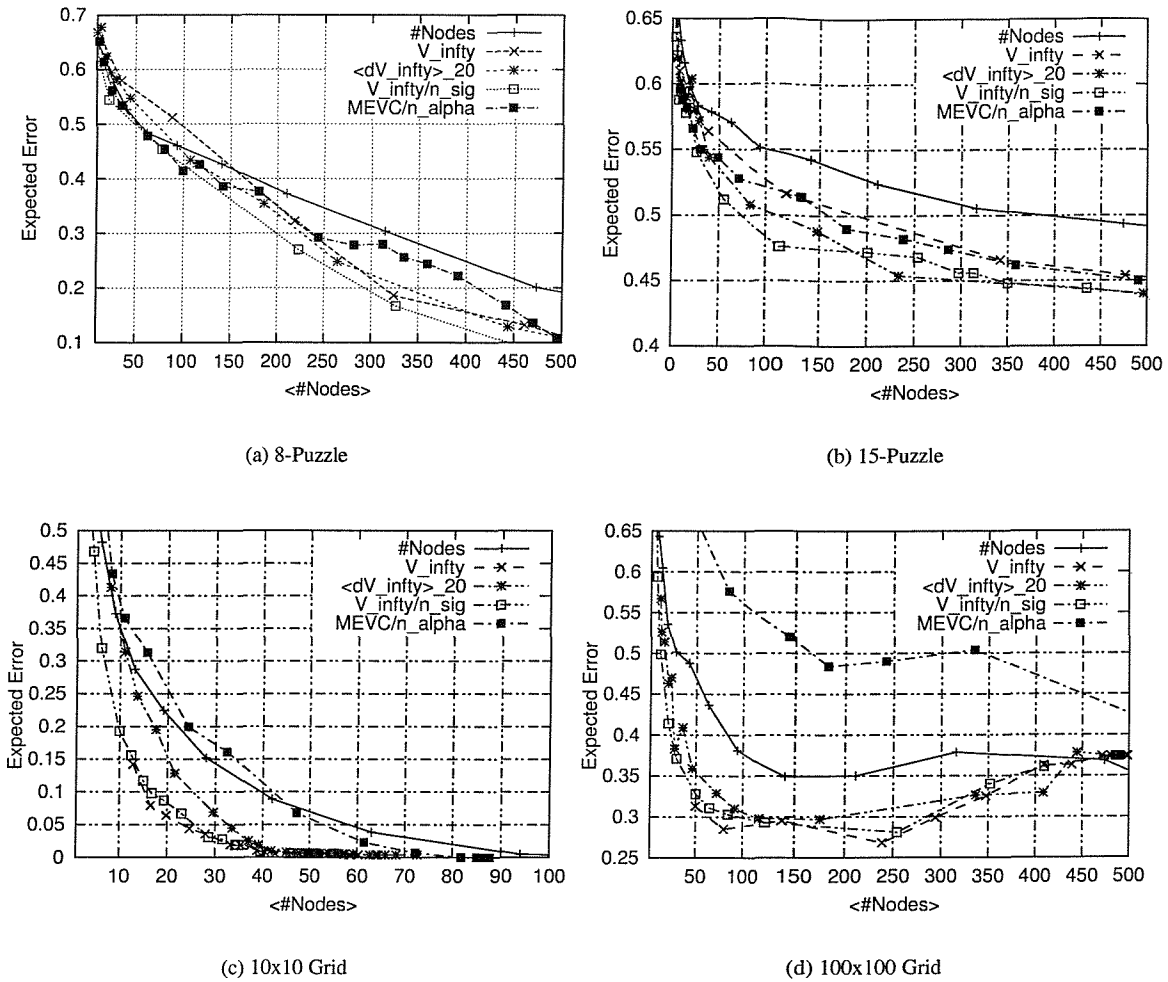 0.7
0.6
0.5
0.4
0.3
0.2
0.1
Expected Error
#Nodes
V_infty
<dV_infty>_20
V_infty/n_sig
MEVC/n_alpha
50 100 150 200 250 300 350 400 450 500
<#Nodes>
(a) 8-Puzzle
0.65
0.6
0.55
0.5
0.45
0.4
Expected Error
#Nodes
V_infty
<dV_infty>_20
V_infty/n_sig
MEVC/n_alpha
0 50 100 150 200 250 300 350 400 450 500
<#Nodes>
(b) 15-Puzzle
0.5
0.45
0.4
0.35
0.3
0.25
0.2
0.15
0.1
0.05
0
Expected Error
#Nodes
V_infty
<dV_infty>_20
V_infty/n_sig
MEVC/n_alpha
10 20 30 40 50 60 70 80 90 100
<#Nodes>
(c) 10x10 Grid
0.65
0.6
0.55
0.5
0.45
0.4
0.35
0.3
0.25
Expected Error
#Nodes
V_infty
<dV_infty>_20
V_infty/n_sig
MEVC/n_alpha
50 100 150 200 250 300 350 400 450 500
<#Nodes>
(d) 100x100 Grid